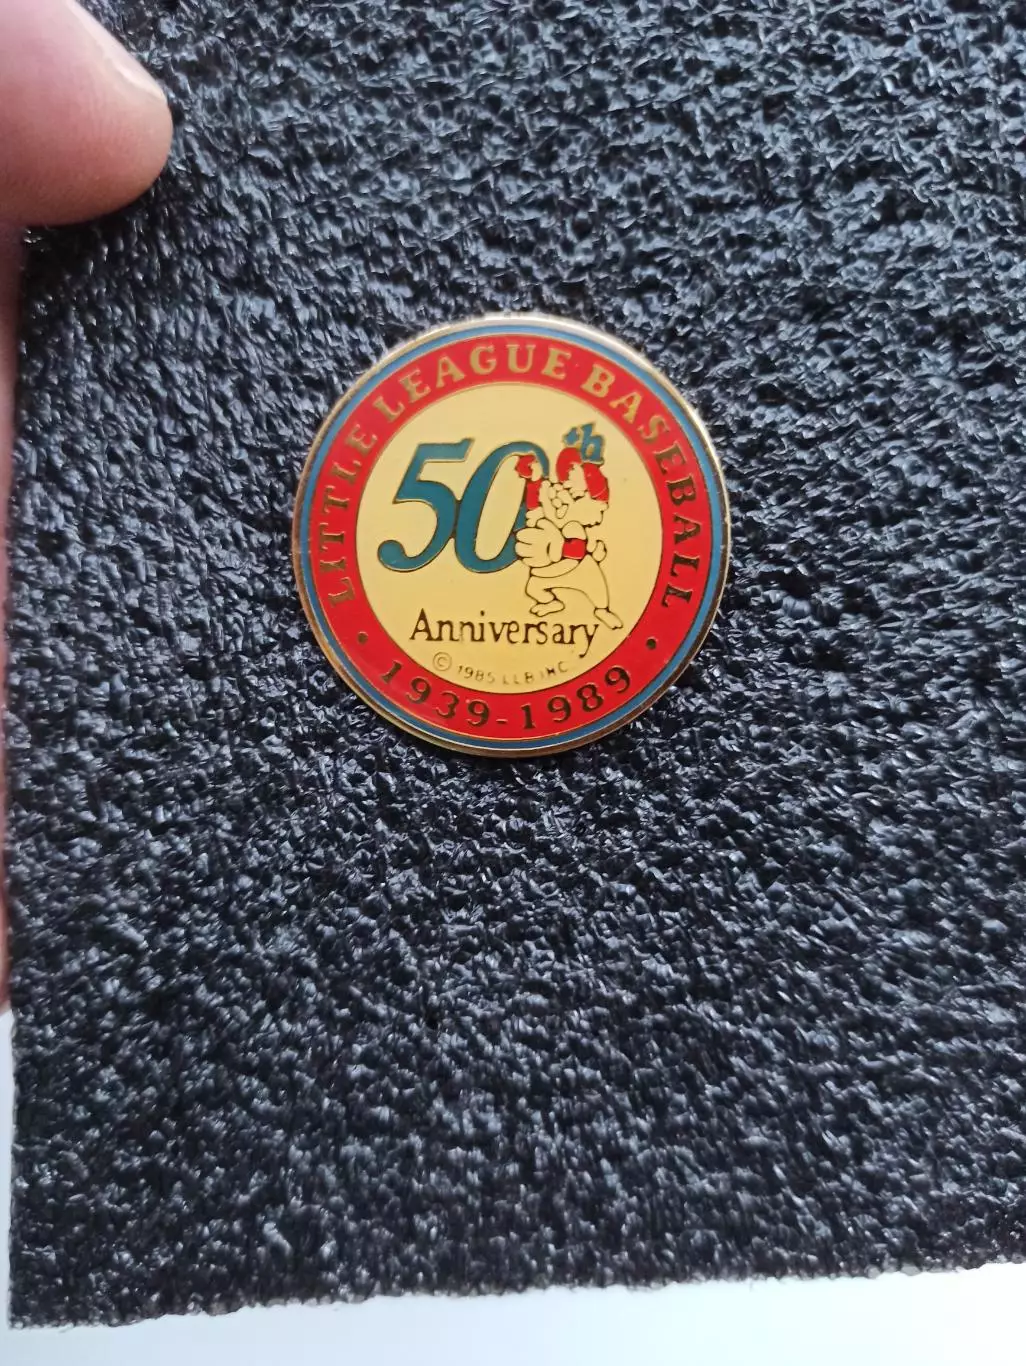 LITTLE LEAGUE BASEBALL
50th
Anniversary
© 1985 LLB INC
• 1939-1989 •